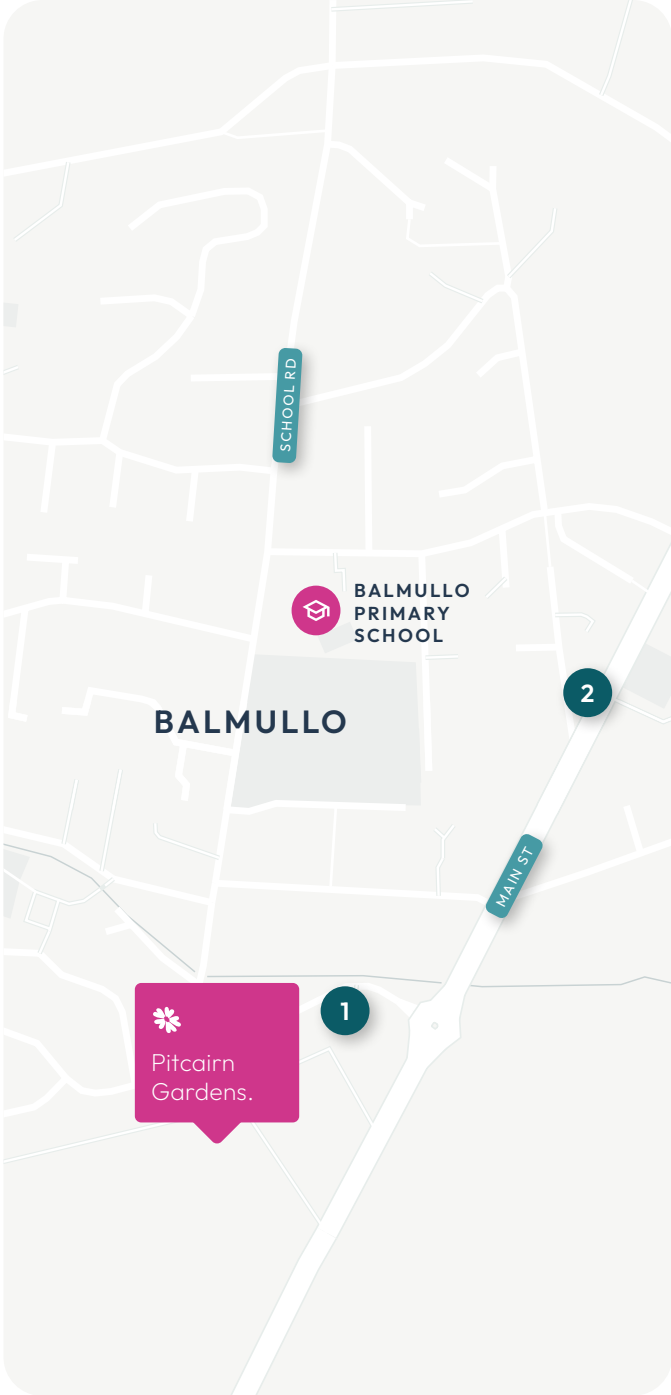 SCHOOL RD
BALMULLO
PRIMARY
SCHOOL
2
BALMULLO
MAIN ST
1
Pitcairn
Gardens.